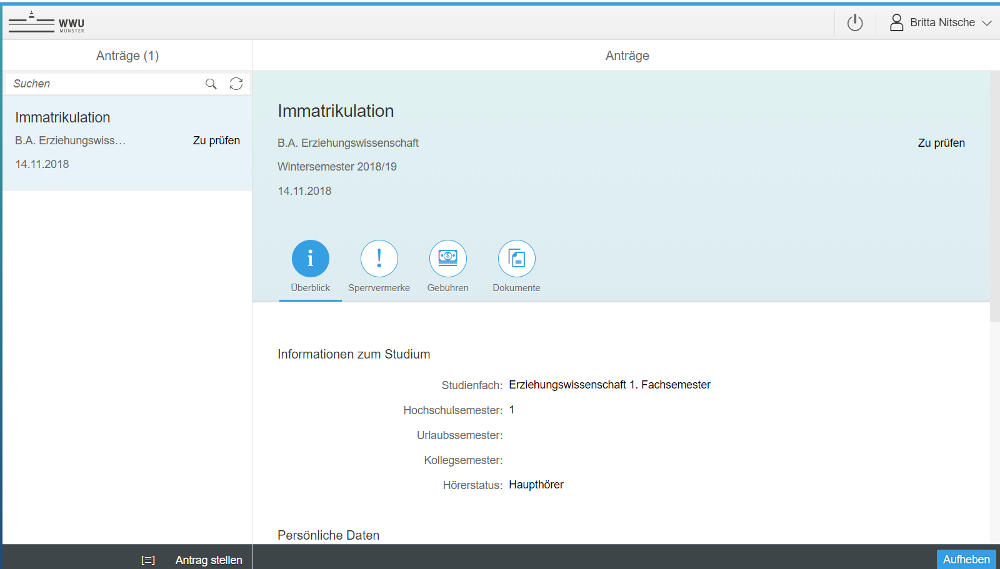 WWU
MÜNSTER
Britta Nitsche
Anträge (1)
Anträge
Suchen
Immatrikulation
B.A. Erziehungswiss…
Zu prüfen
14.11.2018
Immatrikulation
B.A. Erziehungswissenschaft
Zu prüfen
Wintersemester 2018/19
14.11.2018
Überblick
Sperrvermerke
Gebühren
Dokumente
Informationen zum Studium
Studienfach: Erziehungswissenschaft 1. Fachsemester
Hochschulsemester: 1
Urlaubssemester:
Kollegsemester:
Hörerstatus: Haupthörer
Persönliche Daten
Antrag stellen
Aufheben